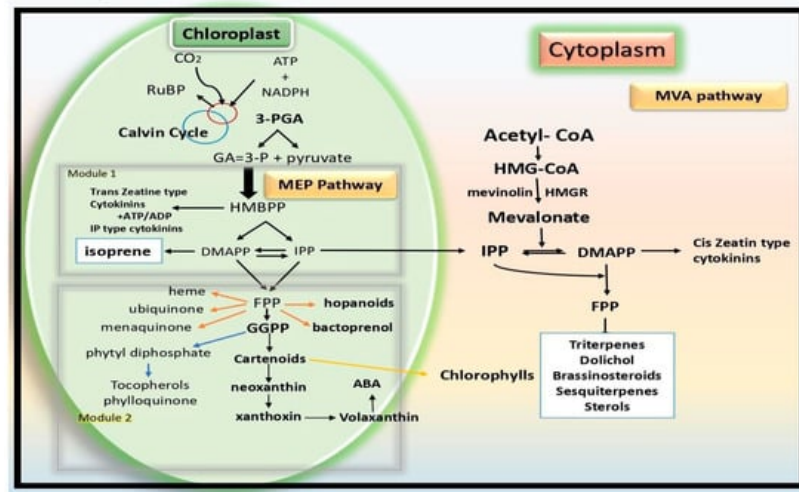 Chloroplast
CO₂
ATP
+
NADPH
RuBP
Calvin Cycle
3-PGA
GA=3-P + pyruvate
Module 1
MEP Pathway
Trans Zeatine type
Cytokinins
+ATP/ADP
IP type cytokinins
HMBPP
isoprene
DMAPP
IPP
heme
ubiquinone
menaquinone
FPP
hopanoids
bactoprenol
GGPP
phytyl diphosphate
Cartenoids
Tocopherols
phylloquinone
neoxanthin
ABA
Module 2
xanthoxin
Volaxanthin
Cytoplasm
MVA pathway
Acetyl- CoA
HMG-CoA
mevinolin
HMGR
Mevalonate
IPP
DMAPP
Cis Zeatin type
cytokinins
FPP
Chlorophylls
Triterpenes
Dolichol
Brassinosteroids
Sesquiterpenes
Sterols